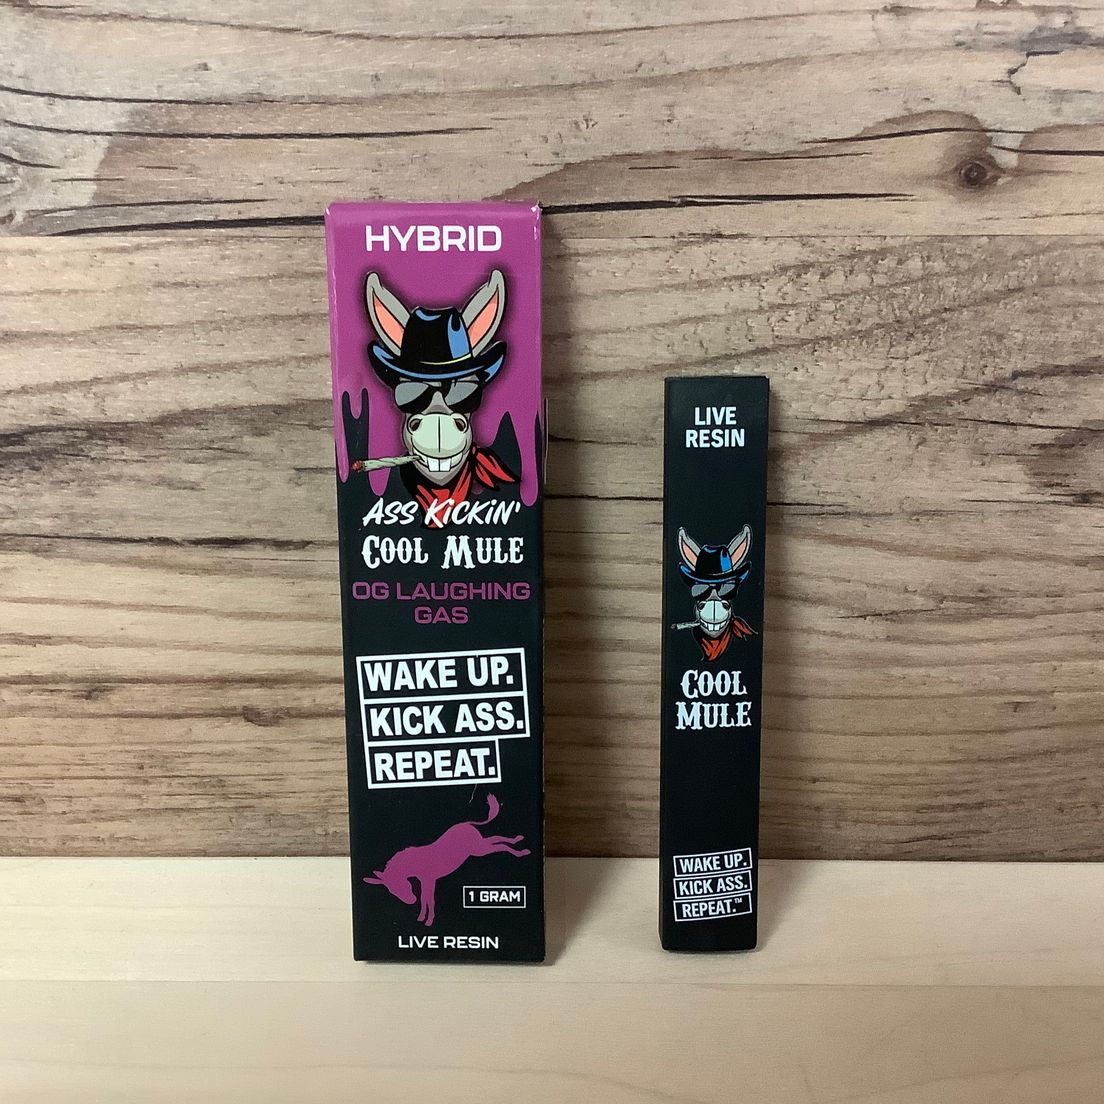 HYBRID
ASS KiCKiN'
COOL MULE
OG LAUGHING
GAS
WAKE UP.
KICK ASS.
REPEAT.
1 GRAM
LIVE RESIN
LIVE
RESIN
COOL
MULE
WAKE UP.
KICK ASS.
REPEAT.™